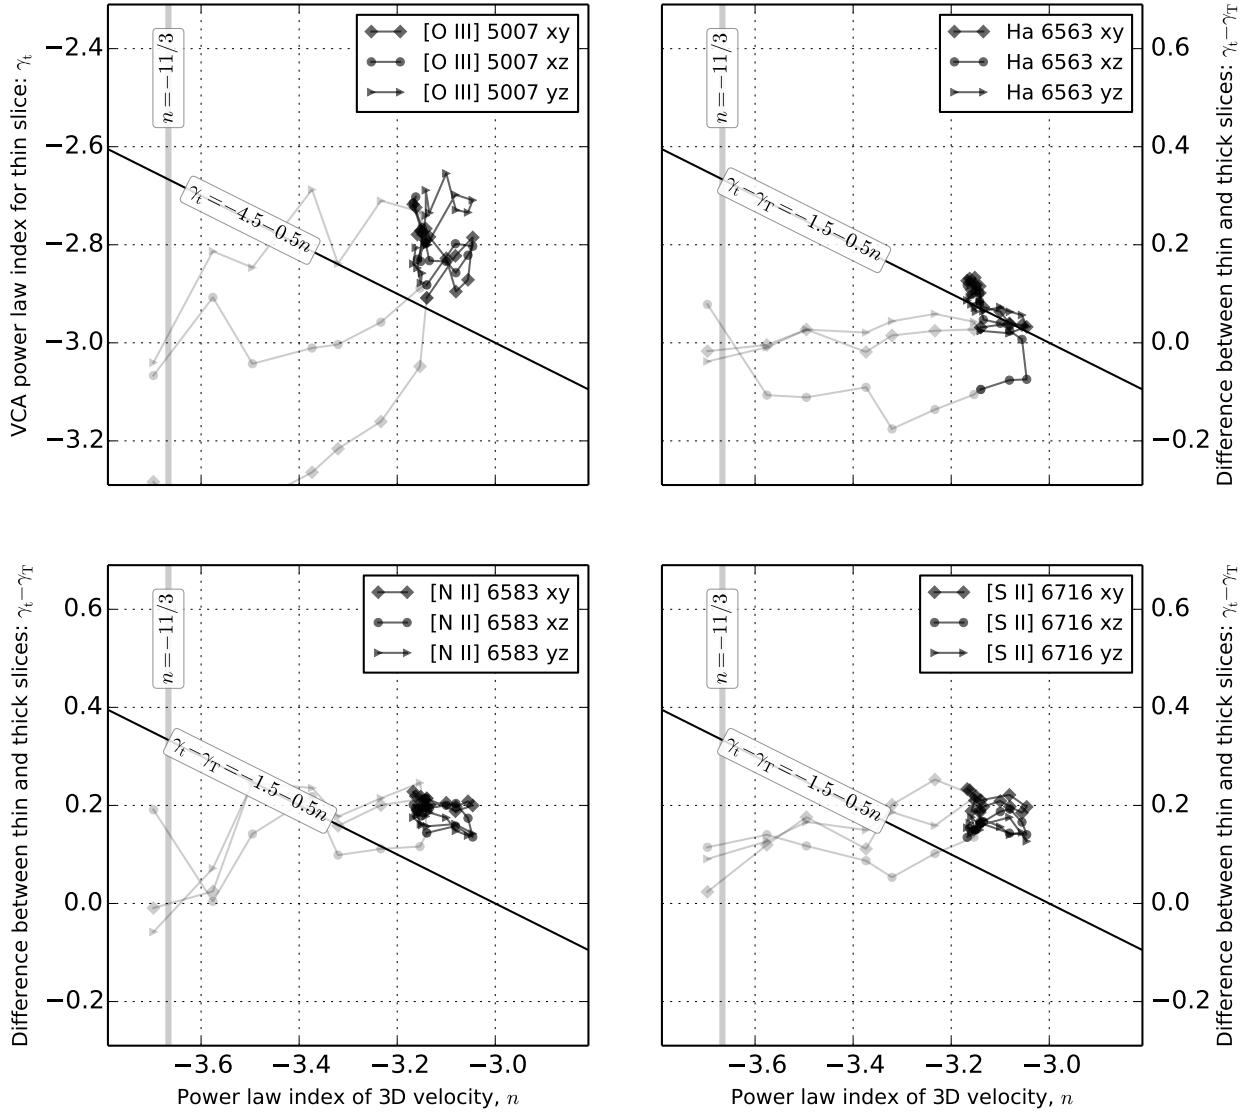 [O III] 5007 xy
[O III] 5007 xz
[O III] 5007 yz
n=−11/3
γt=−4.5−0.5n
−2.4
−2.6
−2.8
−3.0
−3.2
VCA power law index for thin slice: γt
Ha 6563 xy
Ha 6563 xz
Ha 6563 yz
n=−11/3
γt−γT=−1.5−0.5n
0.6
0.4
0.2
0.0
−0.2
Difference between thin and thick slices: γt−γT
[N II] 6583 xy
[N II] 6583 xz
[N II] 6583 yz
n=−11/3
γt−γT=−1.5−0.5n
0.6
0.4
0.2
0.0
−0.2
Difference between thin and thick slices: γt−γT
−3.6 −3.4 −3.2 −3.0
Power law index of 3D velocity, n
[S II] 6716 xy
[S II] 6716 xz
[S II] 6716 yz
n=−11/3
γt−γT=−1.5−0.5n
0.6
0.4
0.2
0.0
−0.2
Difference between thin and thick slices: γt−γT
−3.6 −3.4 −3.2 −3.0
Power law index of 3D velocity, n